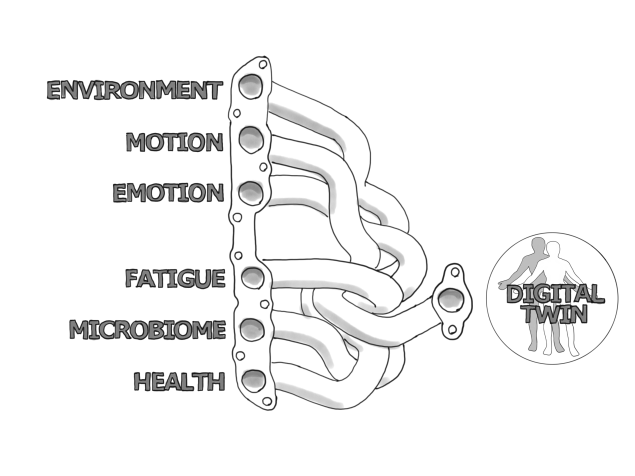 ENVIRONMENT
MOTION
EMOTION
FATIGUE
MICROBIOME
HEALTH
DIGITAL
TWIN